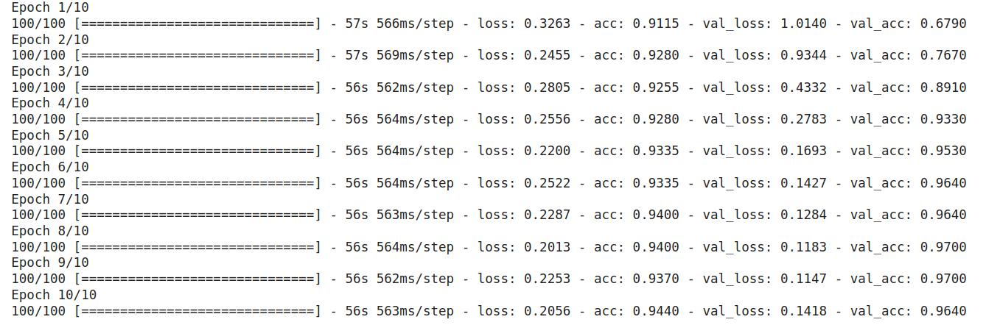 Epoch 1/10
100/100 [==============================] - 57s 566ms/step - loss: 0.3263 - acc: 0.9115 - val_loss: 1.0140 - val_acc: 0.6790
Epoch 2/10
100/100 [==============================] - 57s 569ms/step - loss: 0.2455 - acc: 0.9280 - val_loss: 0.9344 - val_acc: 0.7670
Epoch 3/10
100/100 [==============================] - 56s 562ms/step - loss: 0.2805 - acc: 0.9255 - val_loss: 0.4332 - val_acc: 0.8910
Epoch 4/10
100/100 [==============================] - 56s 564ms/step - loss: 0.2556 - acc: 0.9280 - val_loss: 0.2783 - val_acc: 0.9330
Epoch 5/10
100/100 [==============================] - 56s 564ms/step - loss: 0.2200 - acc: 0.9335 - val_loss: 0.1693 - val_acc: 0.9530
Epoch 6/10
100/100 [==============================] - 56s 564ms/step - loss: 0.2522 - acc: 0.9335 - val_loss: 0.1427 - val_acc: 0.9640
Epoch 7/10
100/100 [==============================] - 56s 563ms/step - loss: 0.2287 - acc: 0.9400 - val_loss: 0.1284 - val_acc: 0.9640
Epoch 8/10
100/100 [==============================] - 56s 564ms/step - loss: 0.2013 - acc: 0.9400 - val_loss: 0.1183 - val_acc: 0.9700
Epoch 9/10
100/100 [==============================] - 56s 562ms/step - loss: 0.2253 - acc: 0.9370 - val_loss: 0.1147 - val_acc: 0.9700
Epoch 10/10
100/100 [==============================] - 56s 563ms/step - loss: 0.2056 - acc: 0.9440 - val_loss: 0.1418 - val_acc: 0.9640